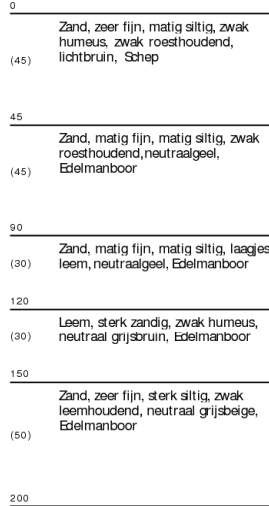 0
Zand, zeer fijn, matig siltig, zwak
humeus, zwak roesthoudend,
(45)
lichtbruin, Schep
45
Zand, matig fijn, matig siltig, zwak
roesthoudend, neutraalgeel,
(45)
Edelmanboor
90
Zand, matig fijn, matig siltig, laagjes
(30)
leem, neutraalgeel, Edelmanboor
120
Leem, sterk zandig, zwak humeus,
(30)
neutraal grijsbruin, Edelmanboor
150
Zand, zeer fijn, sterk siltig, zwak
leemhoudend, neutraal grijsbeige,
(50)
Edelmanboor
200